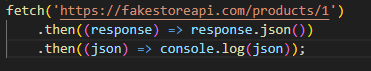 fetch('https://fakestoreapi.com/products/1')
    .then((response) => response.json())
    .then((json) => console.log(json));